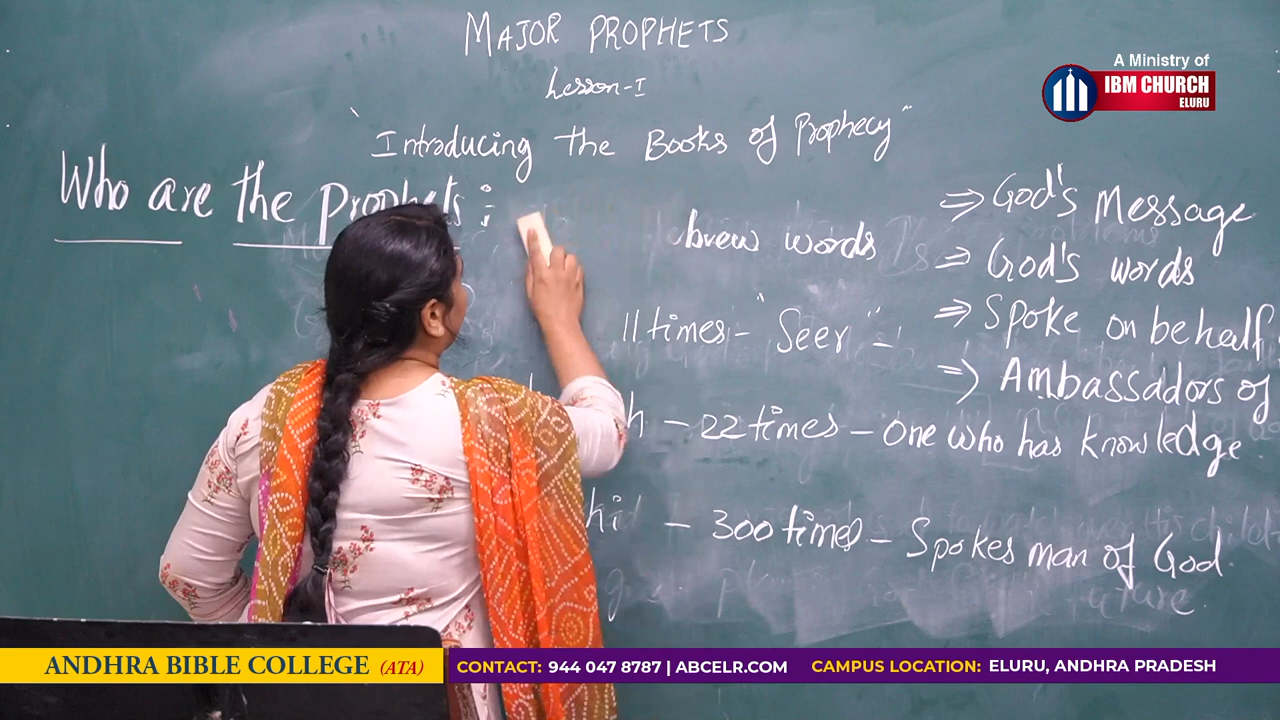 MAJOR PROPHETS
Lesson-I
"Introducing the Books of Prophecy"
Who are the prophets :
brew words
⇒ God's Message
⇒ God's words
⇒ Spoke on behalf
⇒ Ambassadors of
11 times - "Seer" -
h - 22 times - One who has knowledge
hi - 300 times - Spokes man of God.
future.
A Ministry of
IBM CHURCH
ELURU
ANDHRA BIBLE COLLEGE (ATA)
CONTACT: 944 047 8787 | ABCELR.COM
CAMPUS LOCATION: ELURU, ANDHRA PRADESH